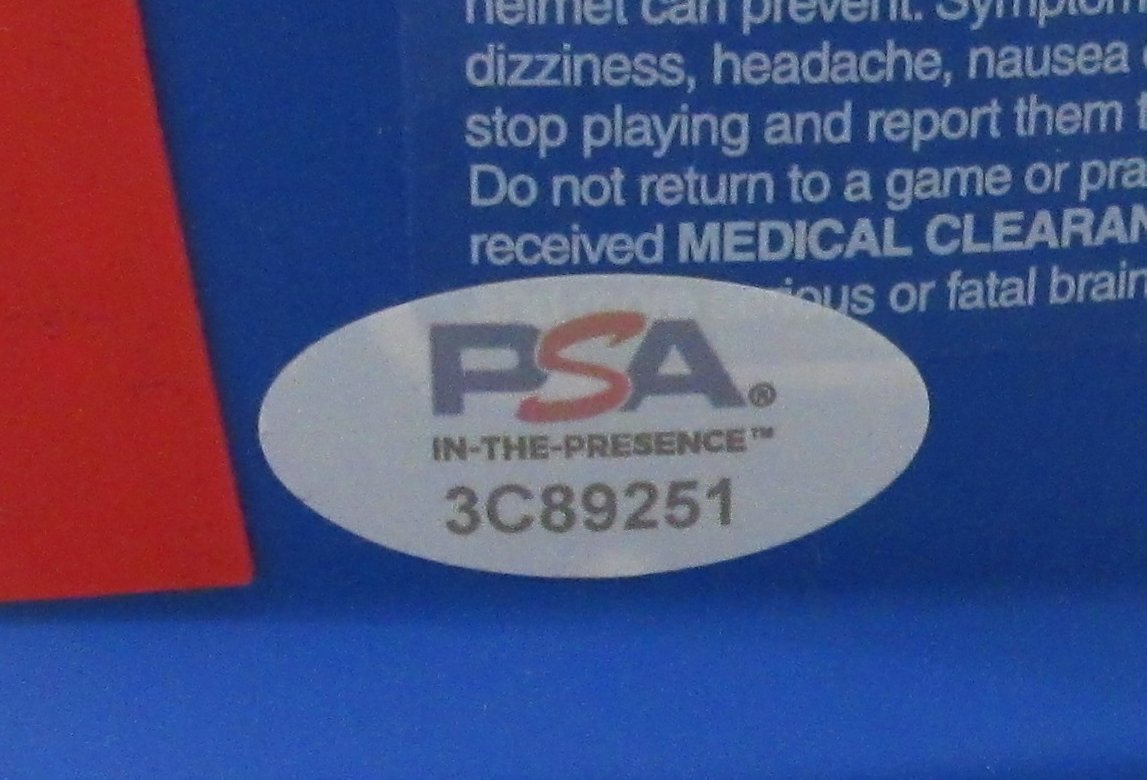 helmet can prevent. Symptom
dizziness, headache, nausea
stop playing and report them
Do not return to a game or pra
received MEDICAL CLEARAN
ious or fatal brain
PSA®
IN-THE-PRESENCE™
3C89251